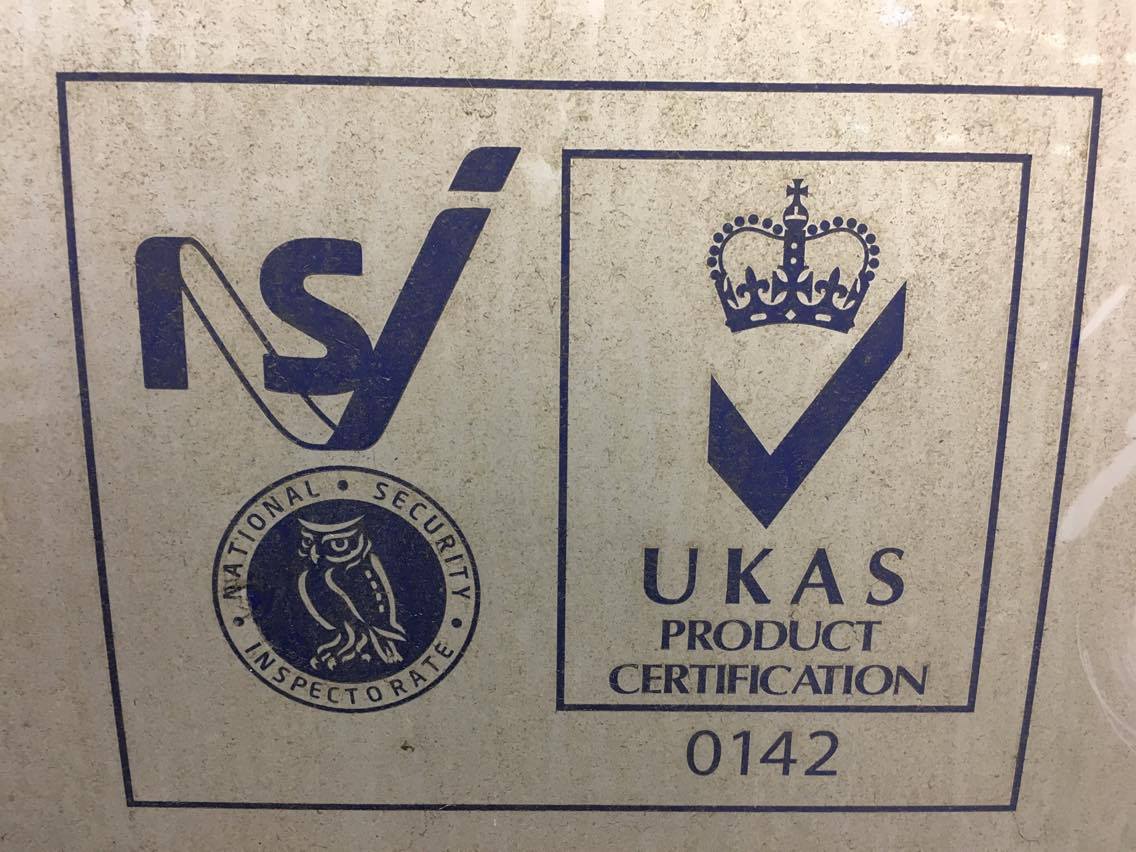 nsi
NATIONAL • SECURITY
• INSPECTORATE •
UKAS
PRODUCT
CERTIFICATION
0142